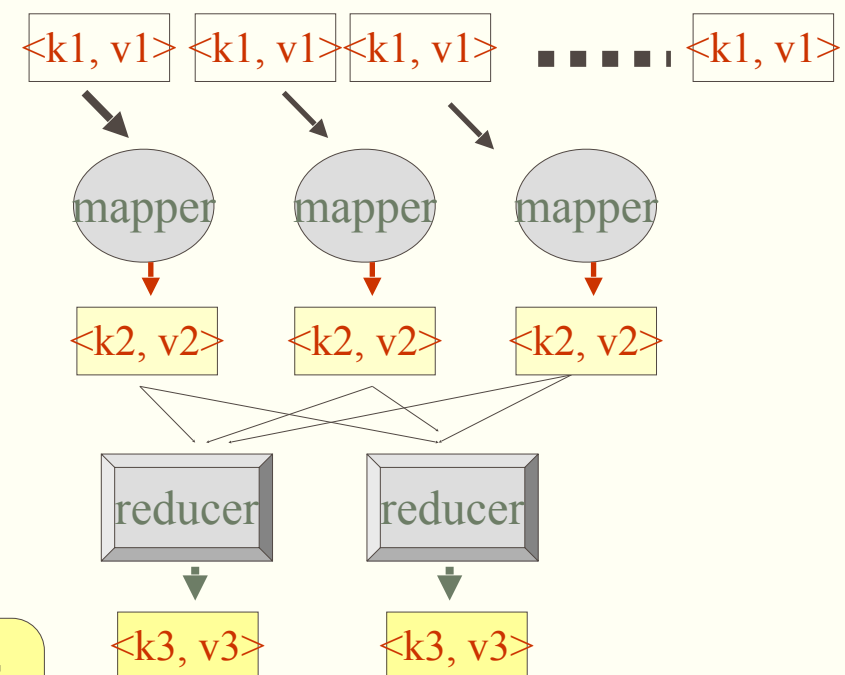 <k1, v1> <k1, v1> <k1, v1> <k1, v1>
mapper mapper mapper
<k2, v2> <k2, v2> <k2, v2>
reducer reducer
<k3, v3> <k3, v3>